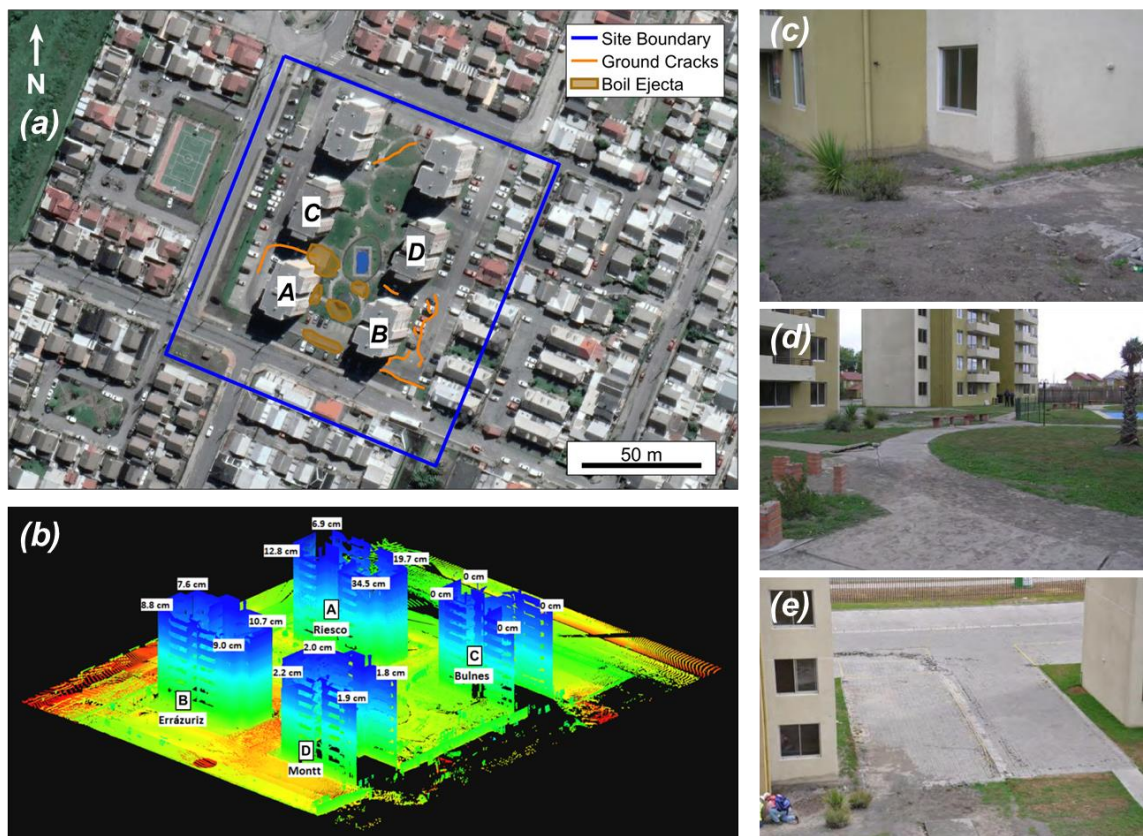 N
(a)
Site Boundary
Ground Cracks
Boil Ejecta
C
D
A
B
50 m
(b)
6.9 cm
12.8 cm
19.7 cm
34.5 cm
7.6 cm
8.8 cm
10.7 cm
9.0 cm
A
Riesco
0 cm
0 cm
0 cm
0 cm
2.0 cm
2.2 cm
1.8 cm
1.9 cm
C
Bulnes
B
Errázuriz
D
Montt
(c)
(d)
(e)